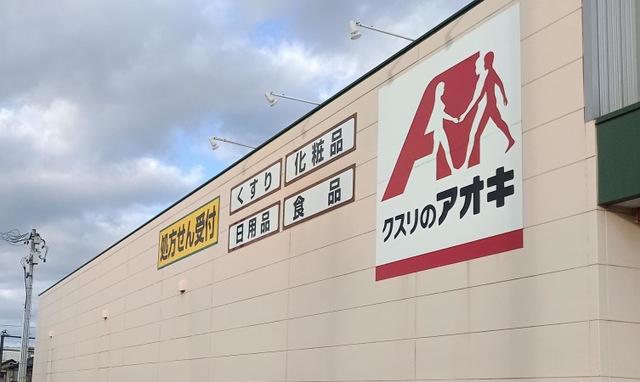 処方せん受付
くすり
化粧品
日用品
食品
クスリのアオキ